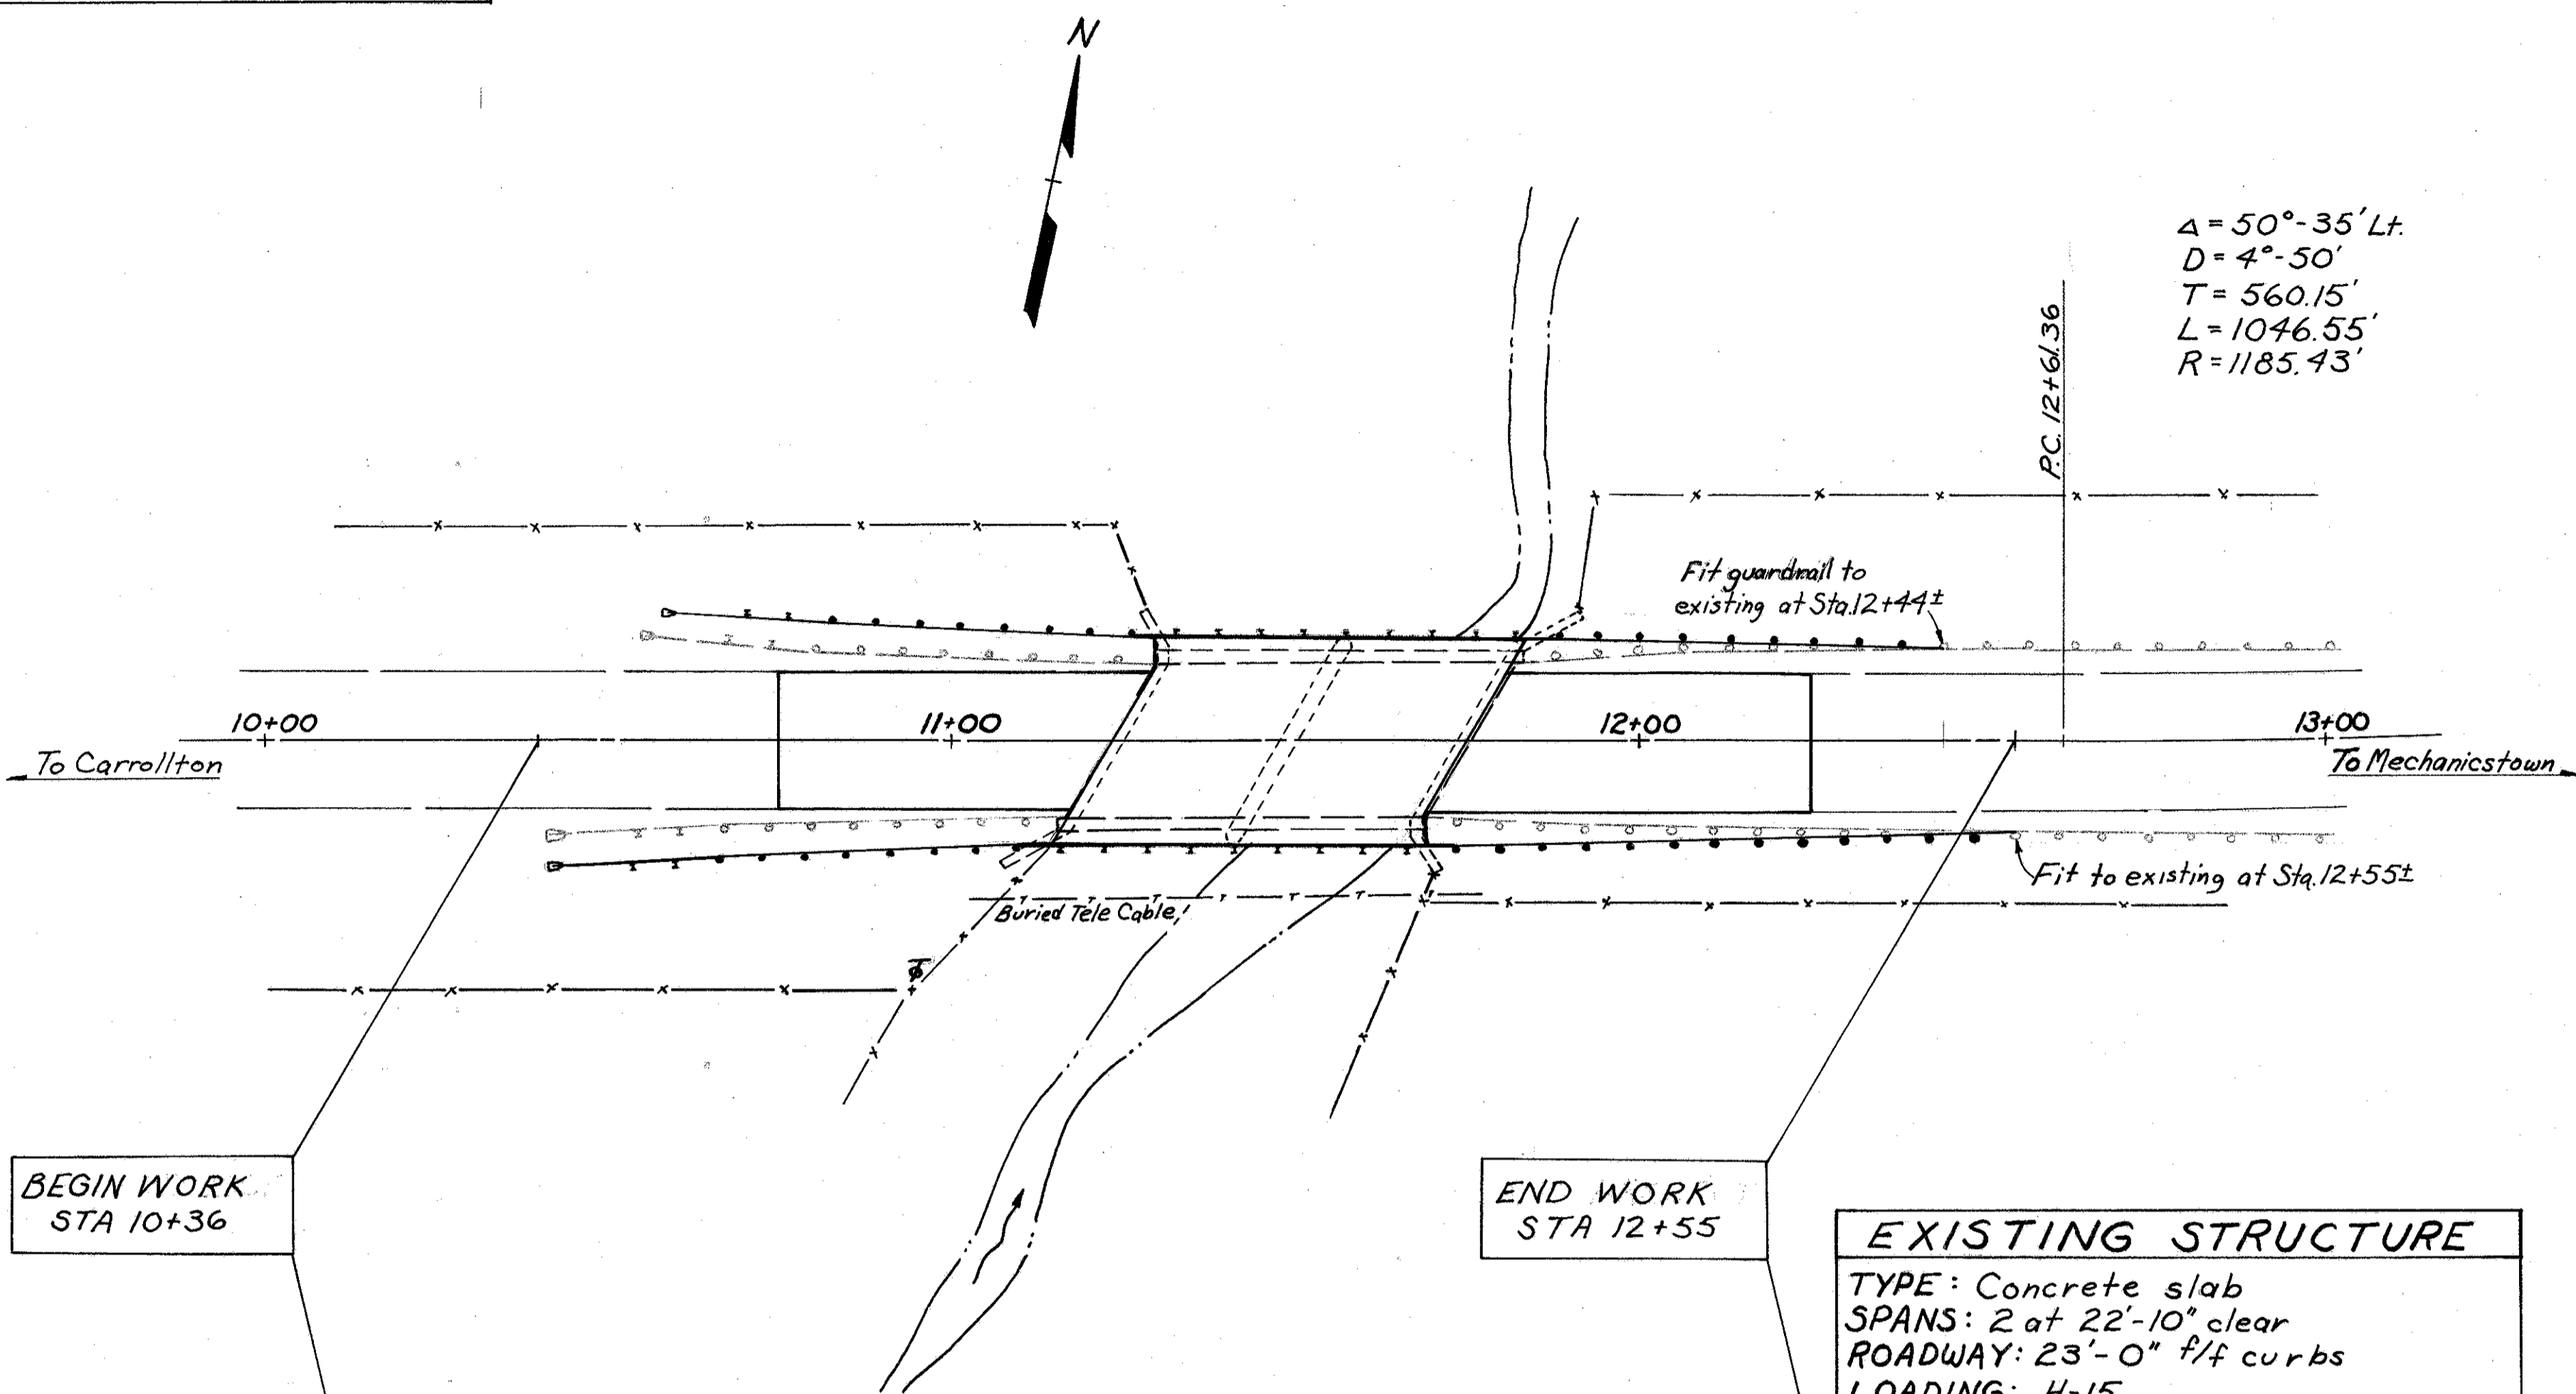 N
Δ = 50°-35' Lt.
D = 4°-50'
T = 560.15'
L = 1046.55'
R = 1185.43'
P.C. 12+61.36
Fit guardrail to
existing at Sta.12+44±
10+00
11+00
12+00
13+00
To Carrollton
To Mechanicstown
Fit to existing at Sta.12+55±
Buried Tele Cable
BEGIN WORK
STA 10+36
END WORK
STA 12+55
EXISTING STRUCTURE
TYPE: Concrete slab
SPANS: 2 at 22'-10" clear
ROADWAY: 23'-0" f/f curbs
LOADING: H-15